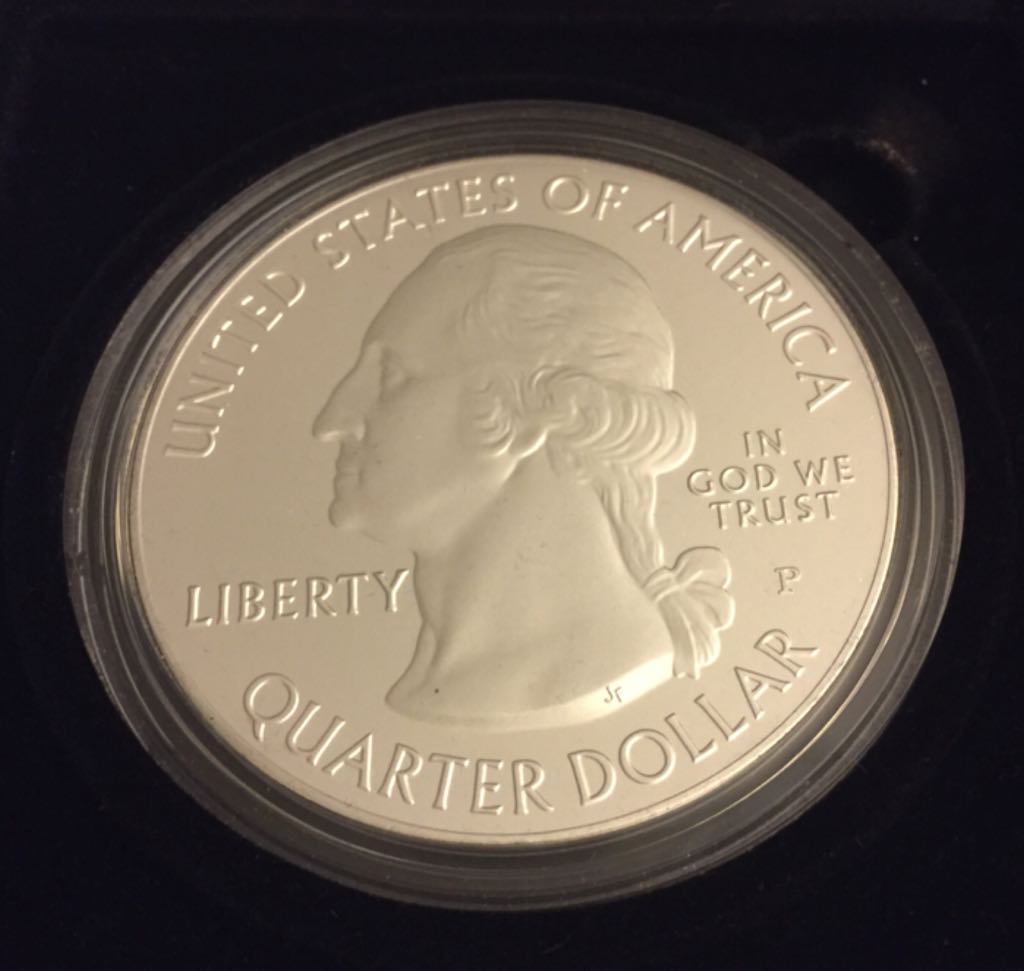 UNITED STATES OF AMERICA
IN
GOD WE
TRUST
LIBERTY
P
JF
QUARTER DOLLAR